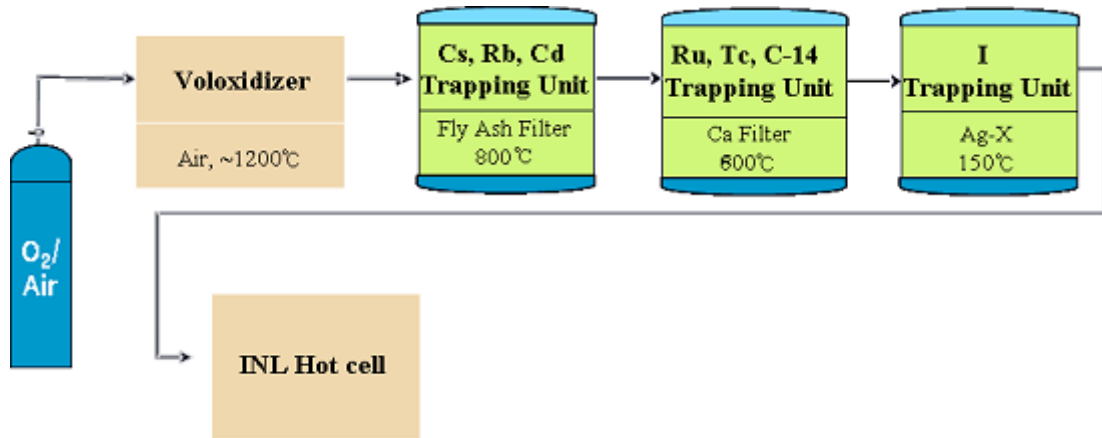 Voloxidizer
Air, ~1200℃
Cs, Rb, Cd
Trapping Unit
Fly Ash Filter
800℃
Ru, Tc, C-14
Trapping Unit
Ca Filter
600℃
I
Trapping Unit
Ag-X
150℃
O₂/
Air
INL Hot cell